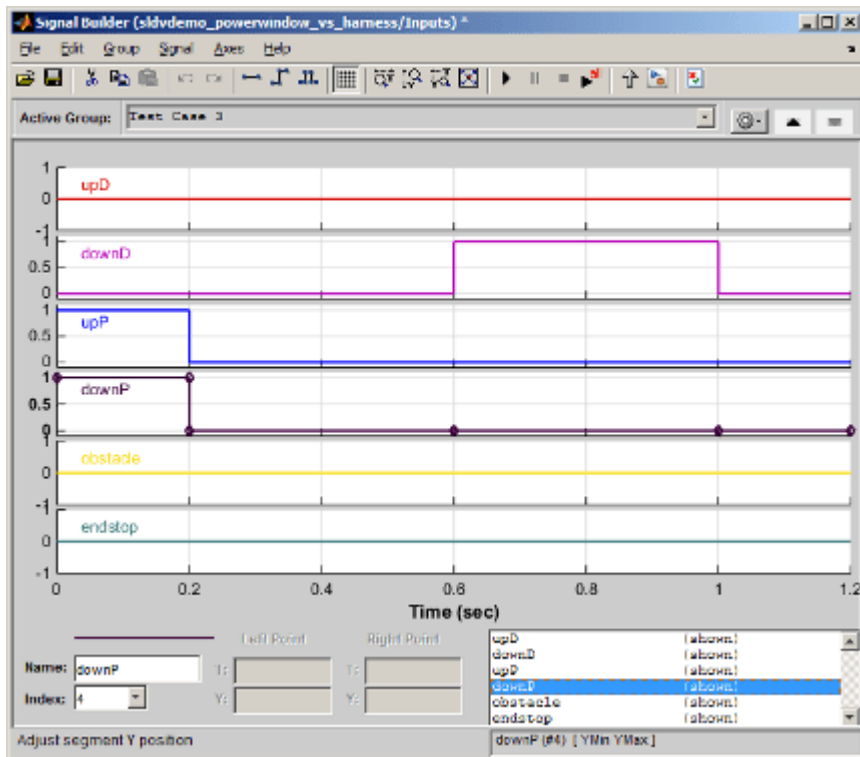 Signal Builder (sldvdemo_powerwindow_vs_harness/Inputs) *
File Edit Group Signal Axes Help
Active Group: Test Case 3
1
0
-1
upD
1
0.5
0
downD
1
0.5
0
upP
1
0.5
0
downP
1
0
-1
obstacle
1
0
-1
endstop
0 0.2 0.4 0.6 0.8 1 1.2
Time (sec)
Left Point Right Point
Name: downP T: T:
Index: 4 Y: Y:
upD (shown)
downD (shown)
upP (shown)
downP (shown)
obstacle (shown)
endstop (shown)
Adjust segment Y position
downP (#4) [ YMin YMax ]